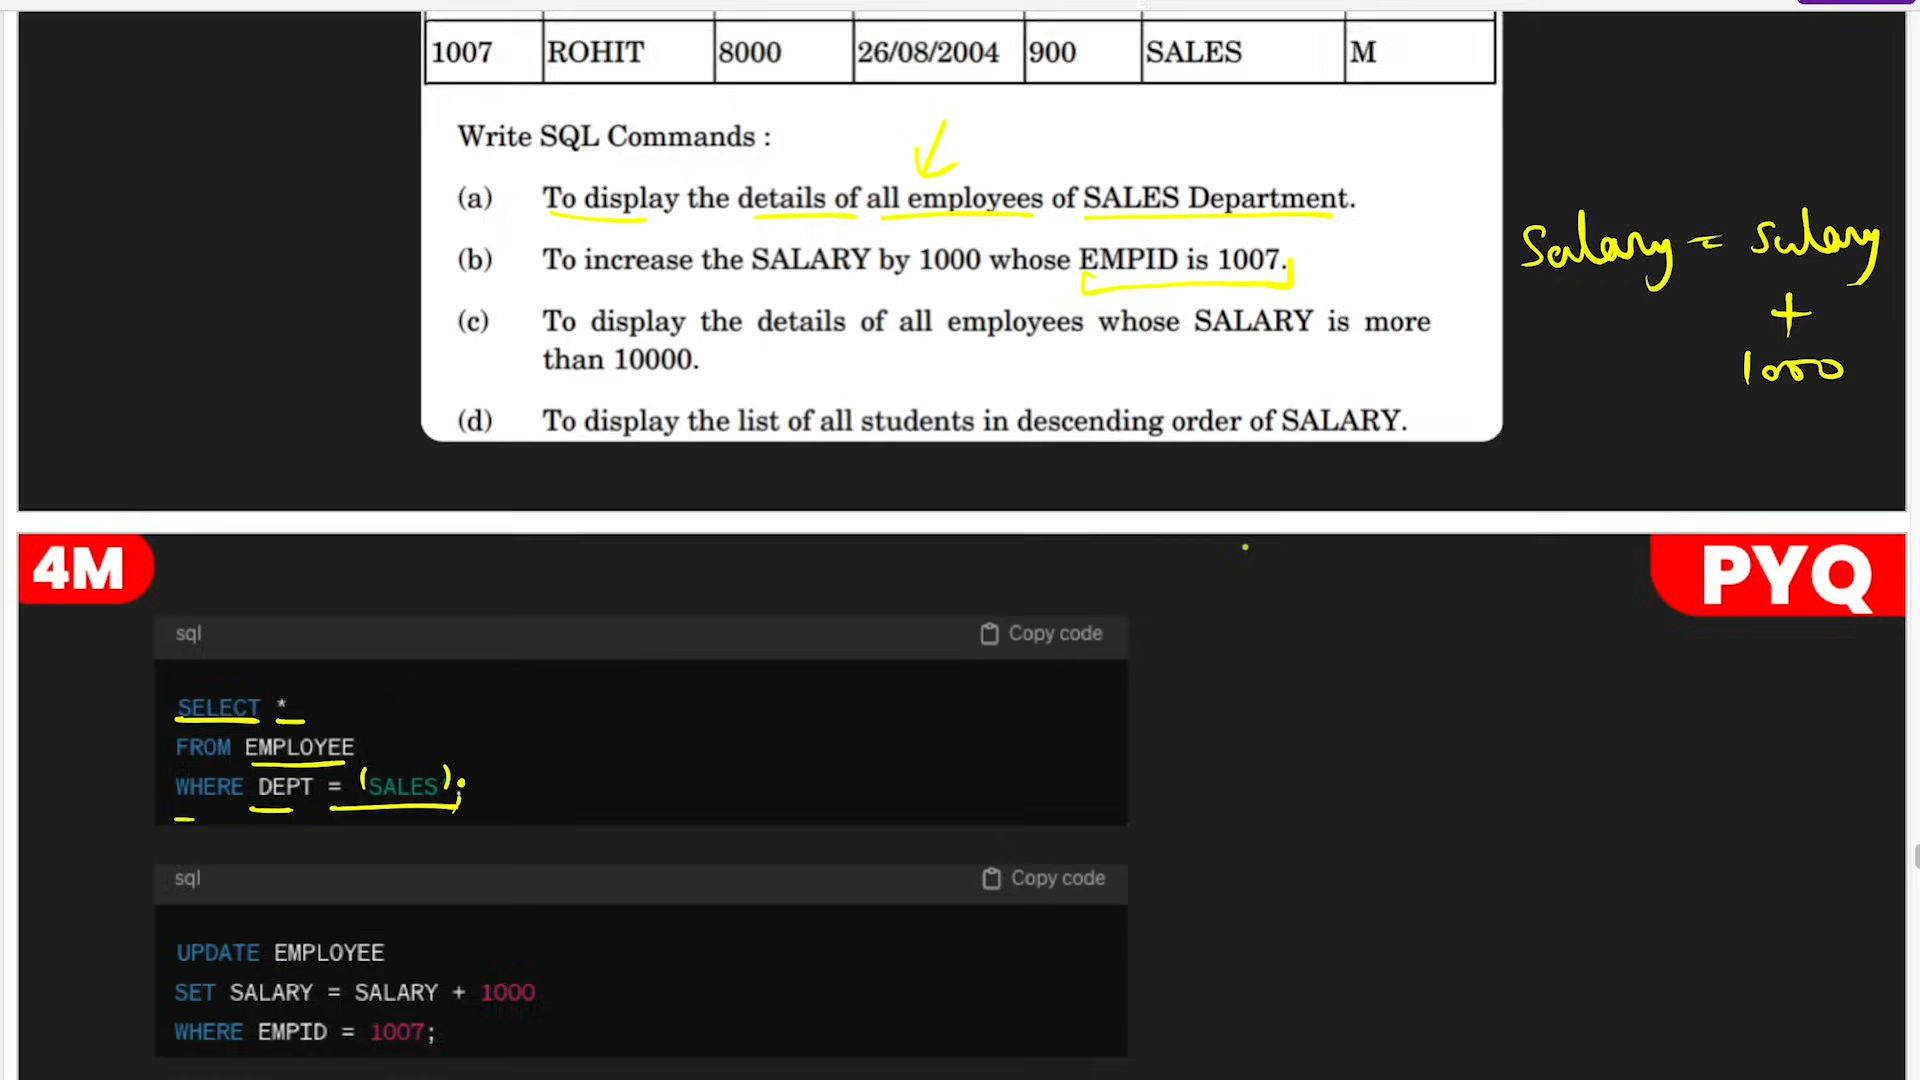 1007 ROHIT 8000 26/08/2004 900 SALES M
Write SQL Commands :
(a) To display the details of all employees of SALES Department.
(b) To increase the SALARY by 1000 whose EMPID is 1007.
(c) To display the details of all employees whose SALARY is more
than 10000.
(d) To display the list of all students in descending order of SALARY.
Salary = salary
+
1000
4M
PYQ
sql Copy code
SELECT *
FROM EMPLOYEE
WHERE DEPT = 'SALES';
sql Copy code
UPDATE EMPLOYEE
SET SALARY = SALARY + 1000
WHERE EMPID = 1007;